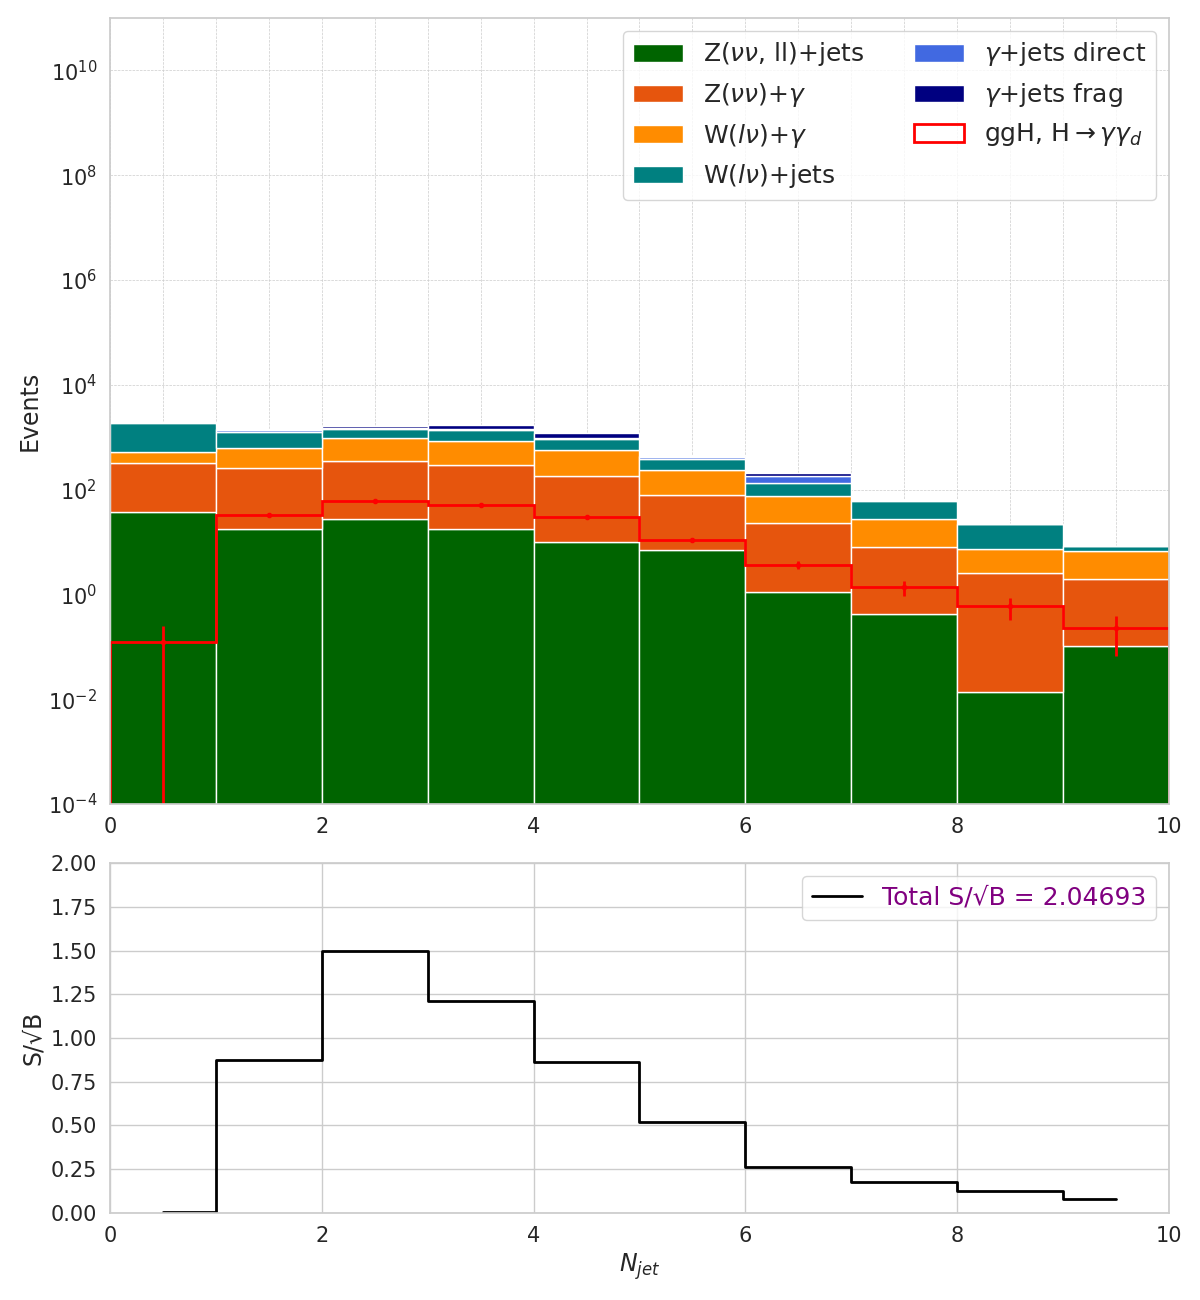 Z(νν, ll)+jets
Z(νν)+γ
W(lν)+γ
W(lν)+jets
γ+jets direct
γ+jets frag
ggH, H→γγ_d
Events
10^10
10^8
10^6
10^4
10^2
10^0
10^−2
10^−4
0 2 4 6 8 10
Total S/√B = 2.04693
S/√B
2.00
1.75
1.50
1.25
1.00
0.75
0.50
0.25
0.00
0 2 4 6 8 10
N_jet